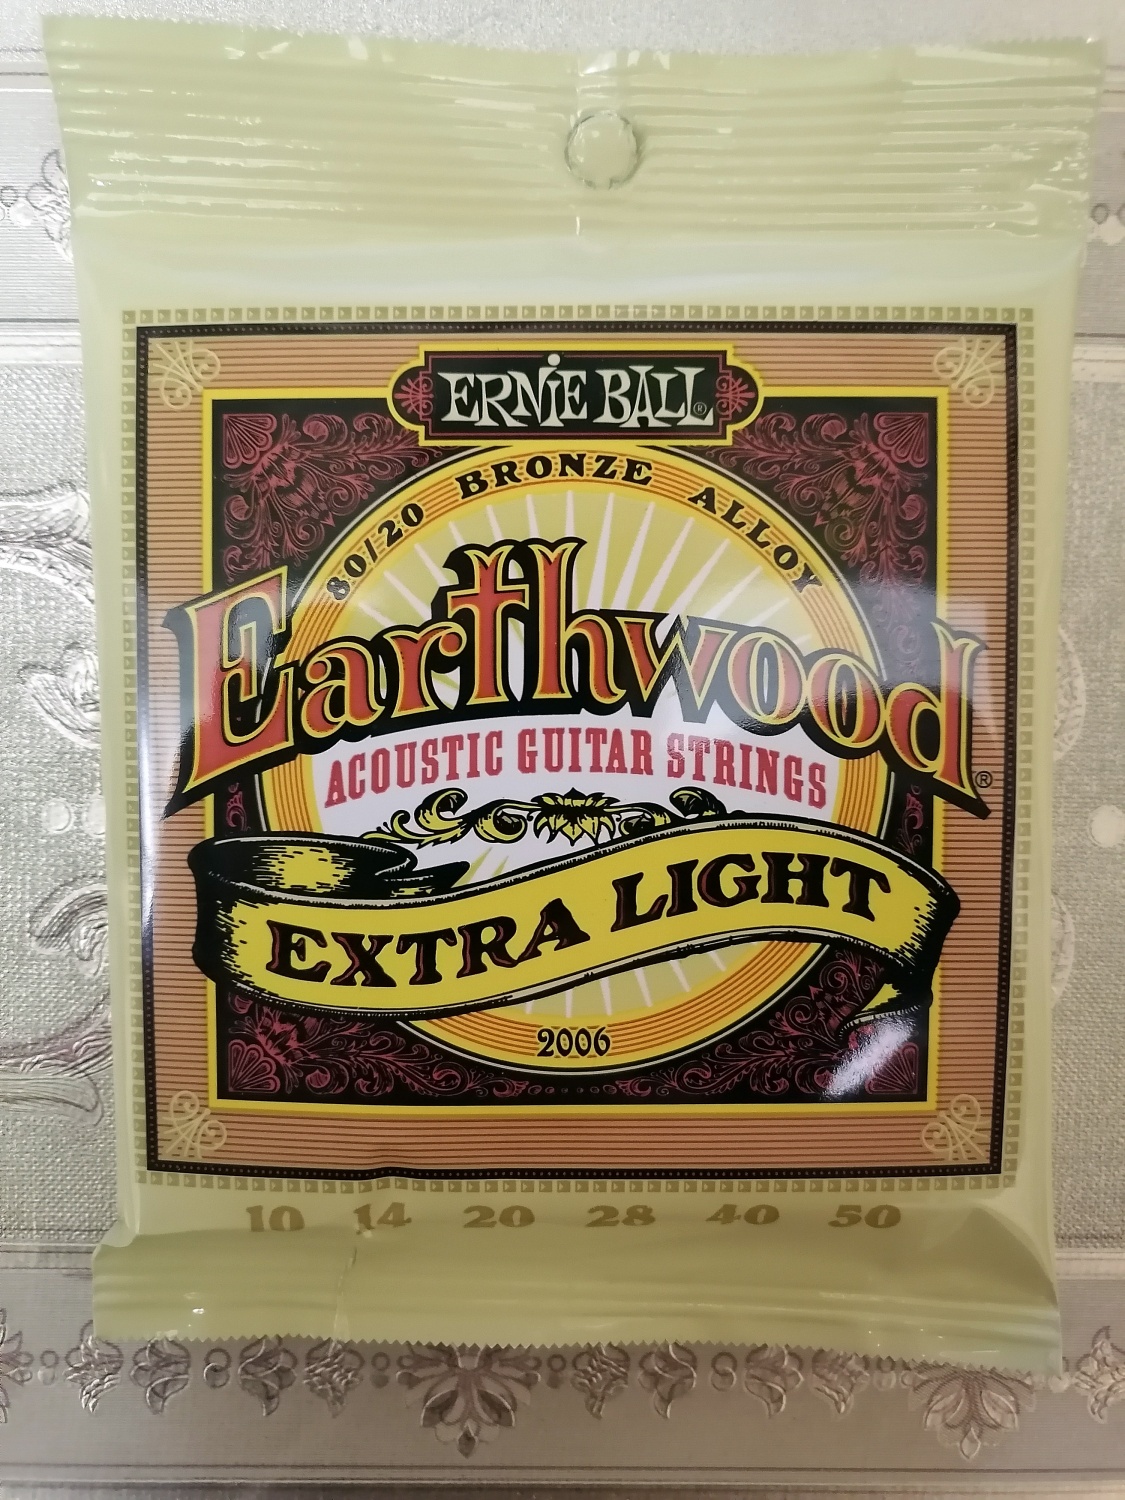 ERNIE BALL®
80/20 BRONZE ALLOY
Earthwood®
ACOUSTIC GUITAR STRINGS
EXTRA LIGHT
2006
10 14 20 28 40 50